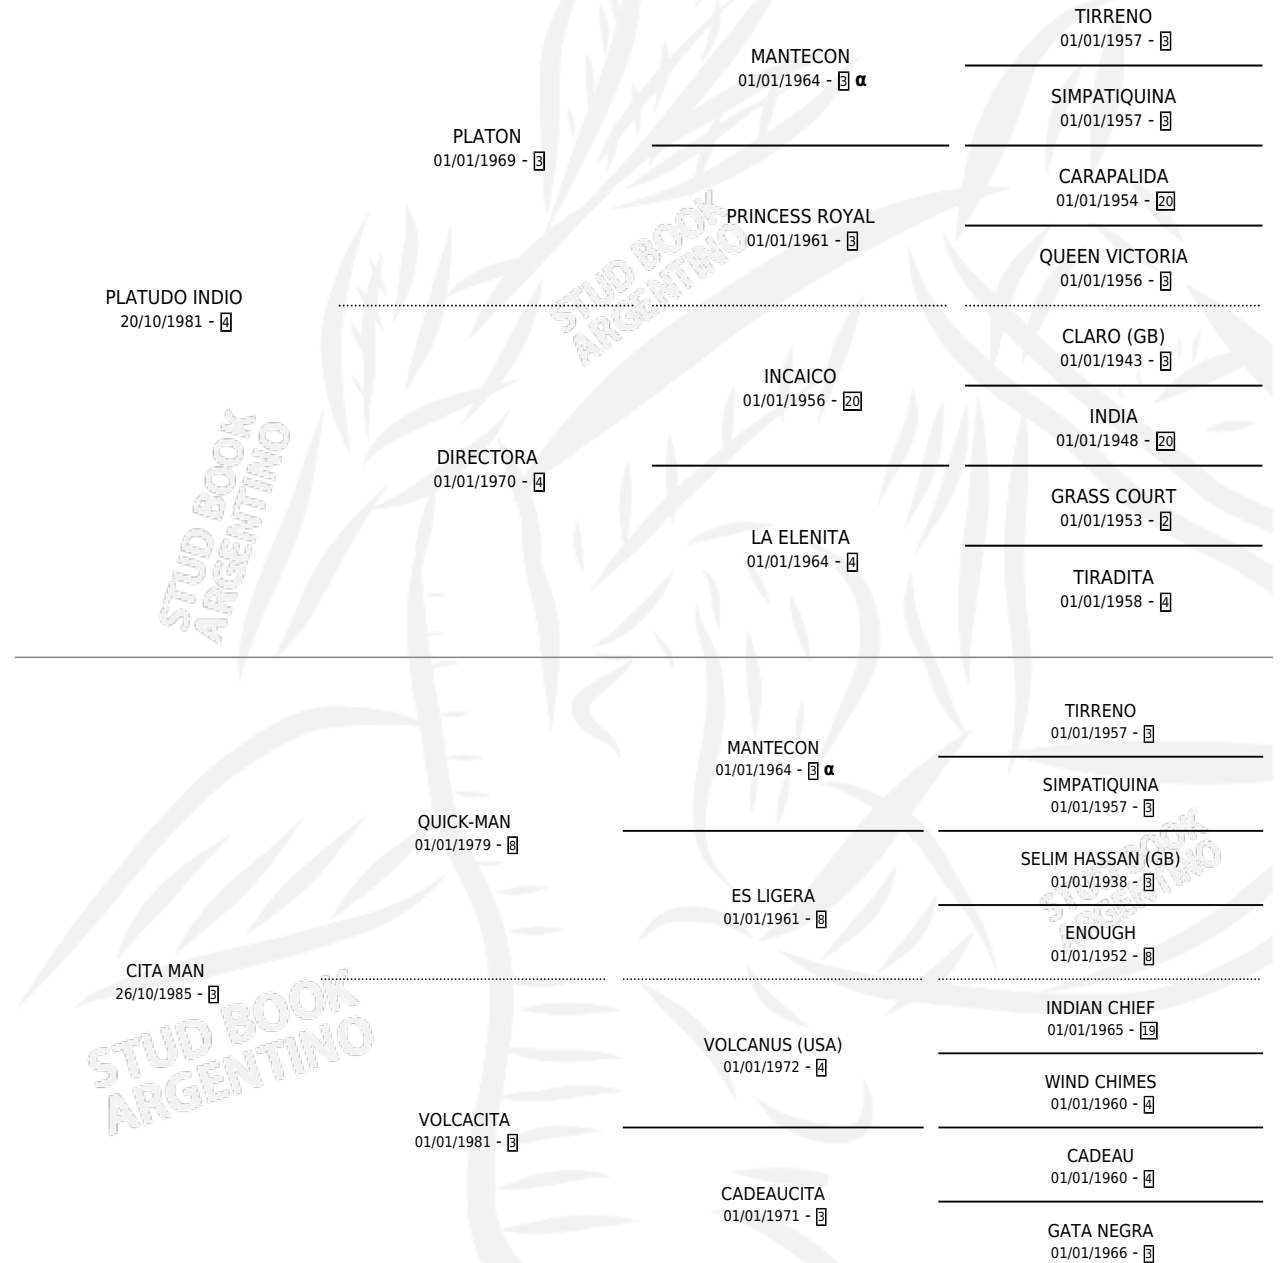 TIRRENO
01/01/1957 - 3
MANTECON
01/01/1964 - 3 α
SIMPATIQUINA
01/01/1957 - 3
PLATON
01/01/1969 - 3
CARAPALIDA
01/01/1954 - 20
PRINCESS ROYAL
01/01/1961 - 3
QUEEN VICTORIA
01/01/1956 - 3
PLATUDO INDIO
20/10/1981 - 4
CLARO (GB)
01/01/1943 - 3
INCAICO
01/01/1956 - 20
INDIA
01/01/1948 - 20
DIRECTORA
01/01/1970 - 4
GRASS COURT
01/01/1953 - 2
LA ELENITA
01/01/1964 - 4
TIRADITA
01/01/1958 - 4
STUD BOOK
ARGENTINO
STUD BOOK
ARGENTINO
TIRRENO
01/01/1957 - 3
MANTECON
01/01/1964 - 3 α
SIMPATIQUINA
01/01/1957 - 3
QUICK-MAN
01/01/1979 - 8
SELIM HASSAN (GB)
01/01/1938 - 3
ES LIGERA
01/01/1961 - 8
ENOUGH
01/01/1952 - 8
CITA MAN
26/10/1985 - 3
INDIAN CHIEF
01/01/1965 - 19
VOLCANUS (USA)
01/01/1972 - 4
WIND CHIMES
01/01/1960 - 4
VOLCACITA
01/01/1981 - 3
CADEAU
01/01/1960 - 4
CADEAUCITA
01/01/1971 - 3
GATA NEGRA
01/01/1966 - 3
STUD BOOK
ARGENTINO
STUD BOOK
ARGENTINO